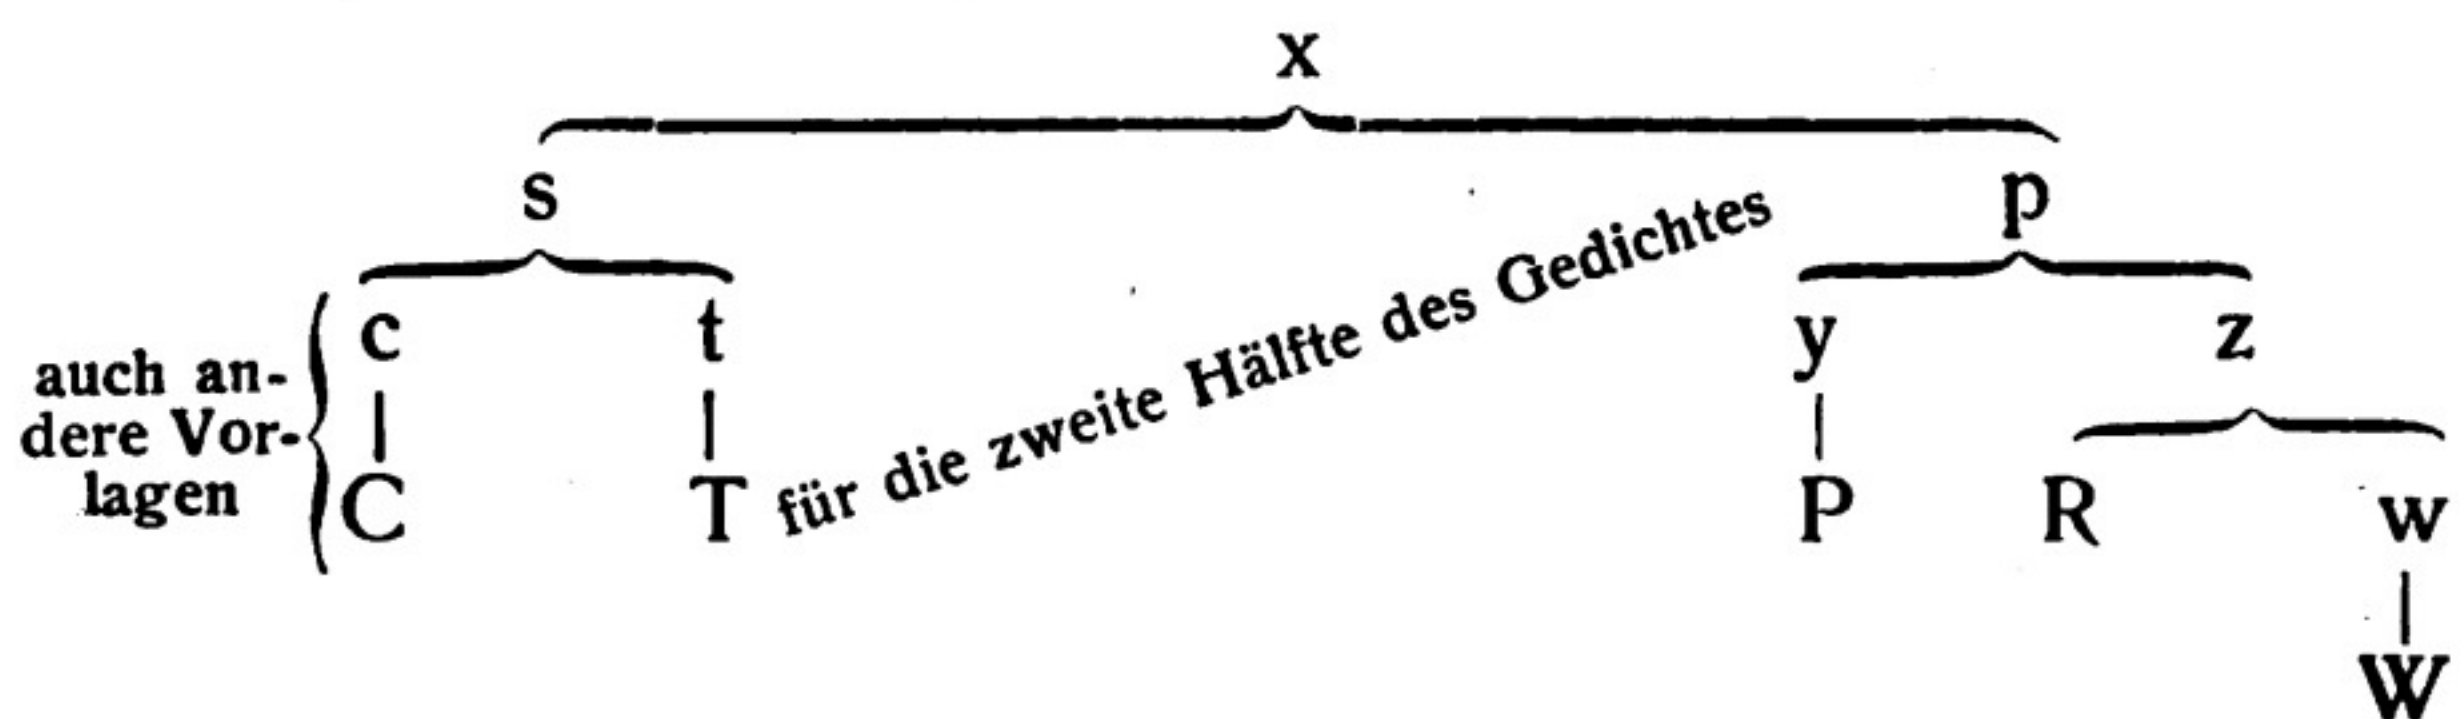 x
s p
c t y z
auch an-
dere Vor-
lagen
für die zweite Hälfte des Gedichtes
C T P R w
W